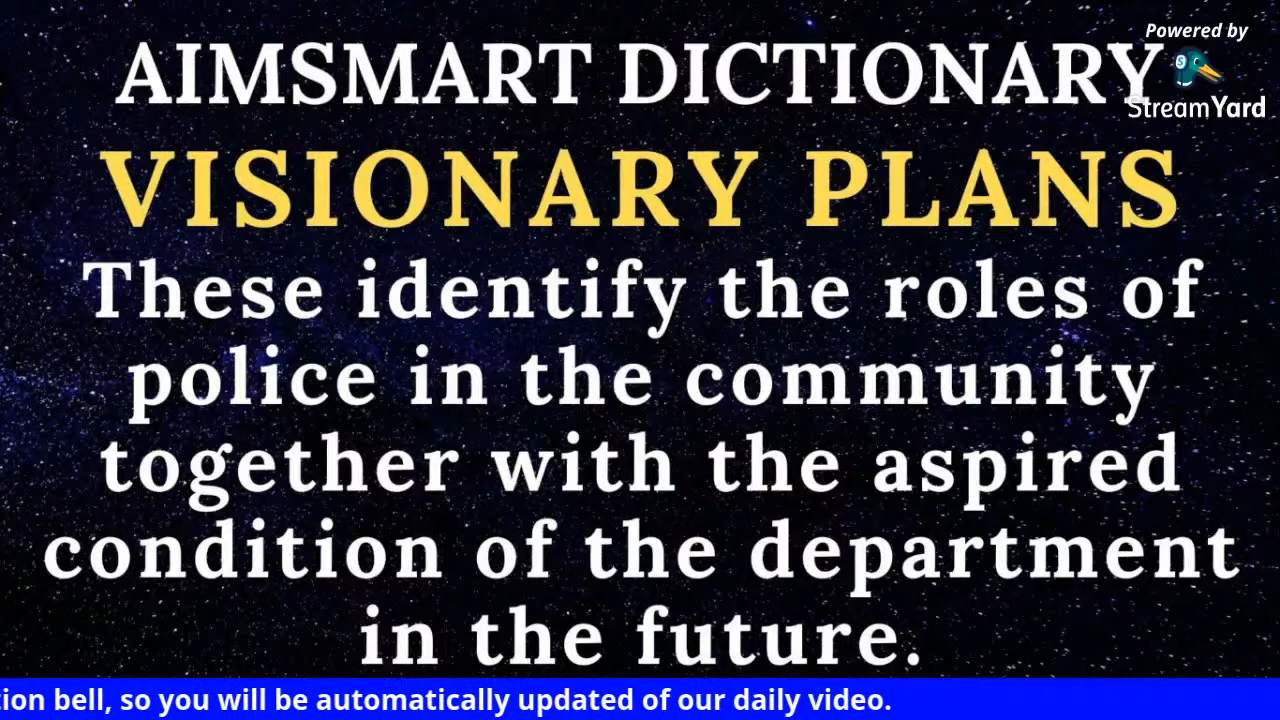 Powered by
AIMSMART DICTIONARY
StreamYard
VISIONARY PLANS
These identify the roles of
police in the community
together with the aspired
condition of the department
in the future.
tion bell, so you will be automatically updated of our daily video.